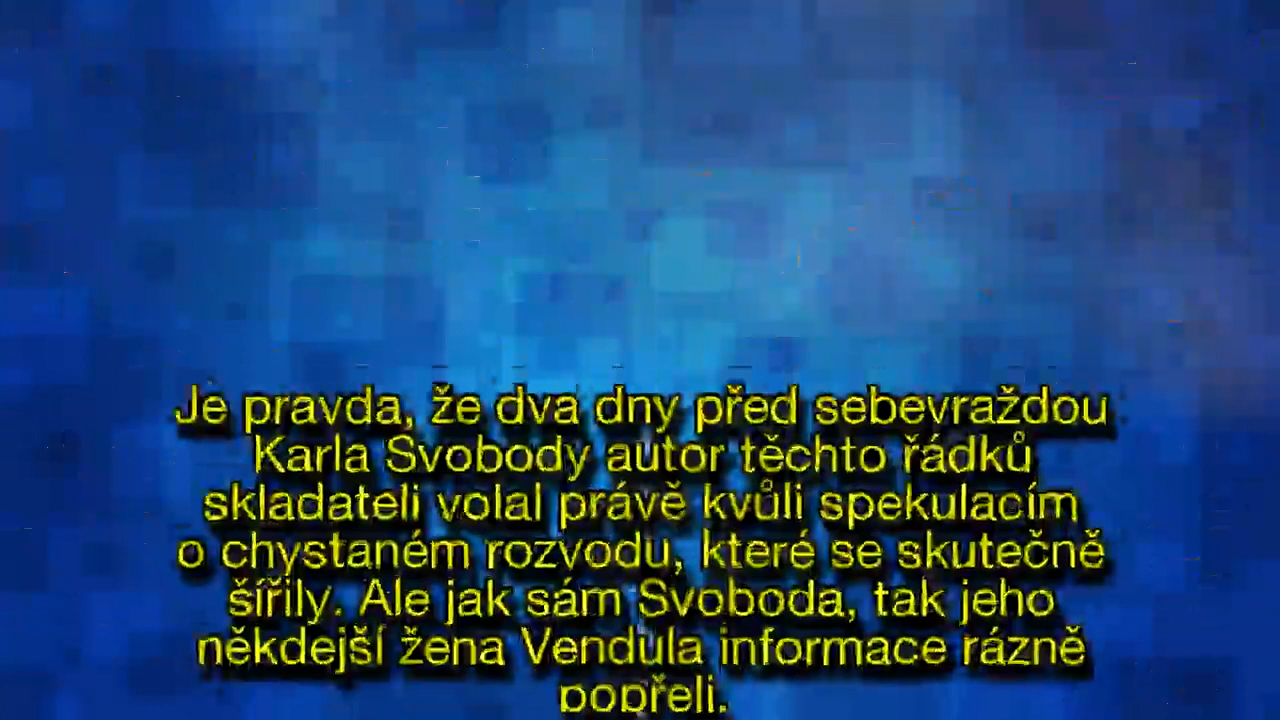 Je pravda, že dva dny před sebevraždou
Karla Svobody autor těchto řádků
skladateli volal právě kvůli spekulacím
o chystaném rozvodu, které se skutečně
šířily. Ale jak sám Svoboda, tak jeho
někdejší žena Vendula informace rázně
popřeli.